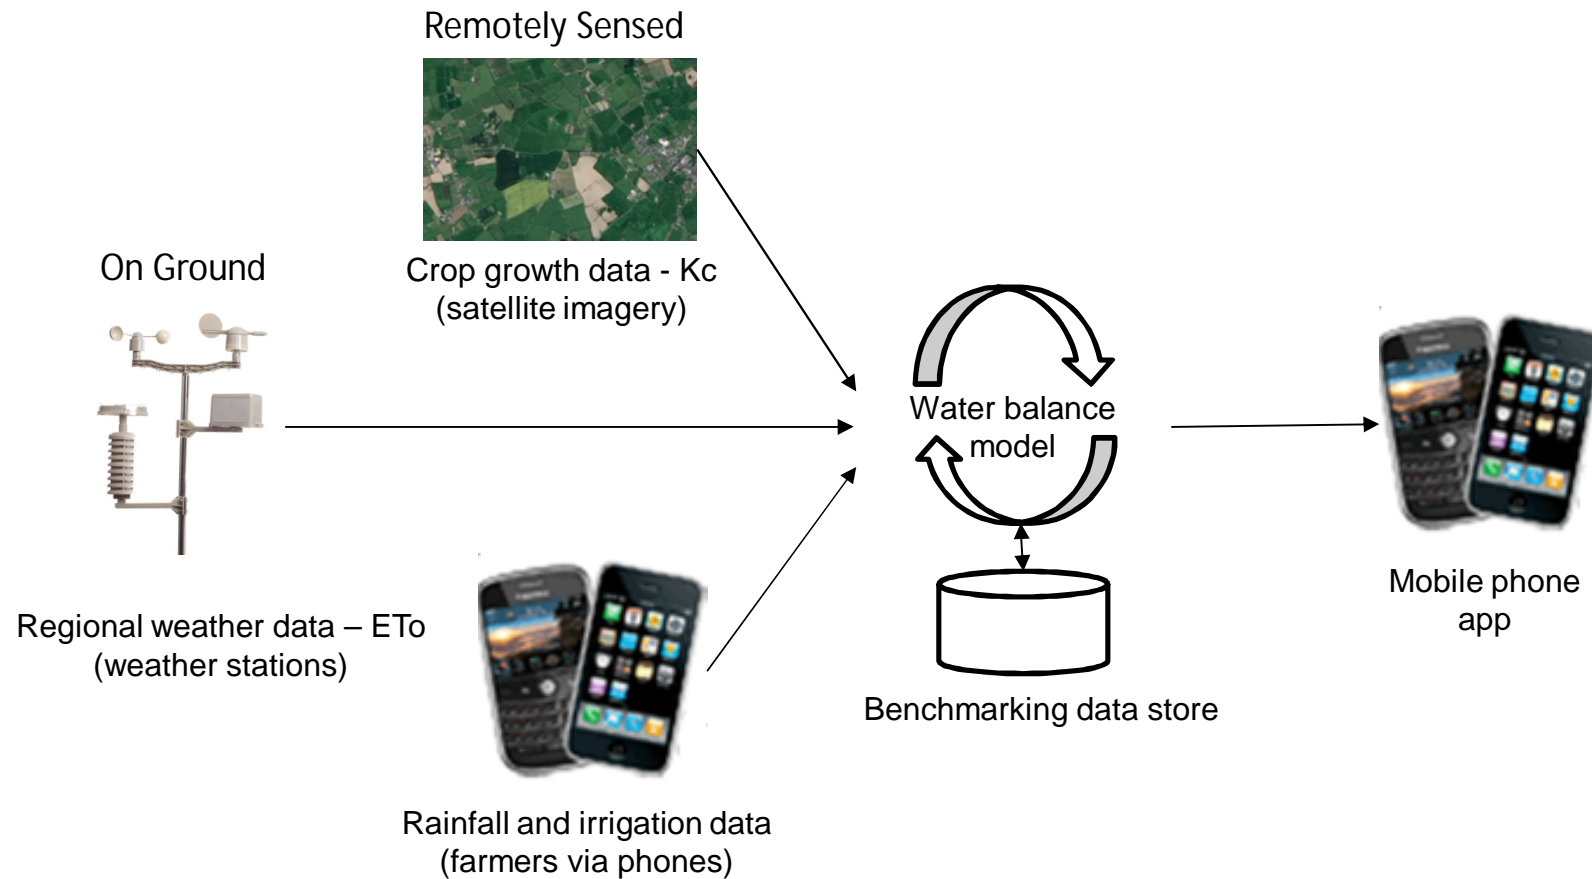 Remotely Sensed
Crop growth data - Kc
(satellite imagery)
On Ground
Regional weather data – ETo
(weather stations)
Rainfall and irrigation data
(farmers via phones)
Water balance
model
Benchmarking data store
Mobile phone
app